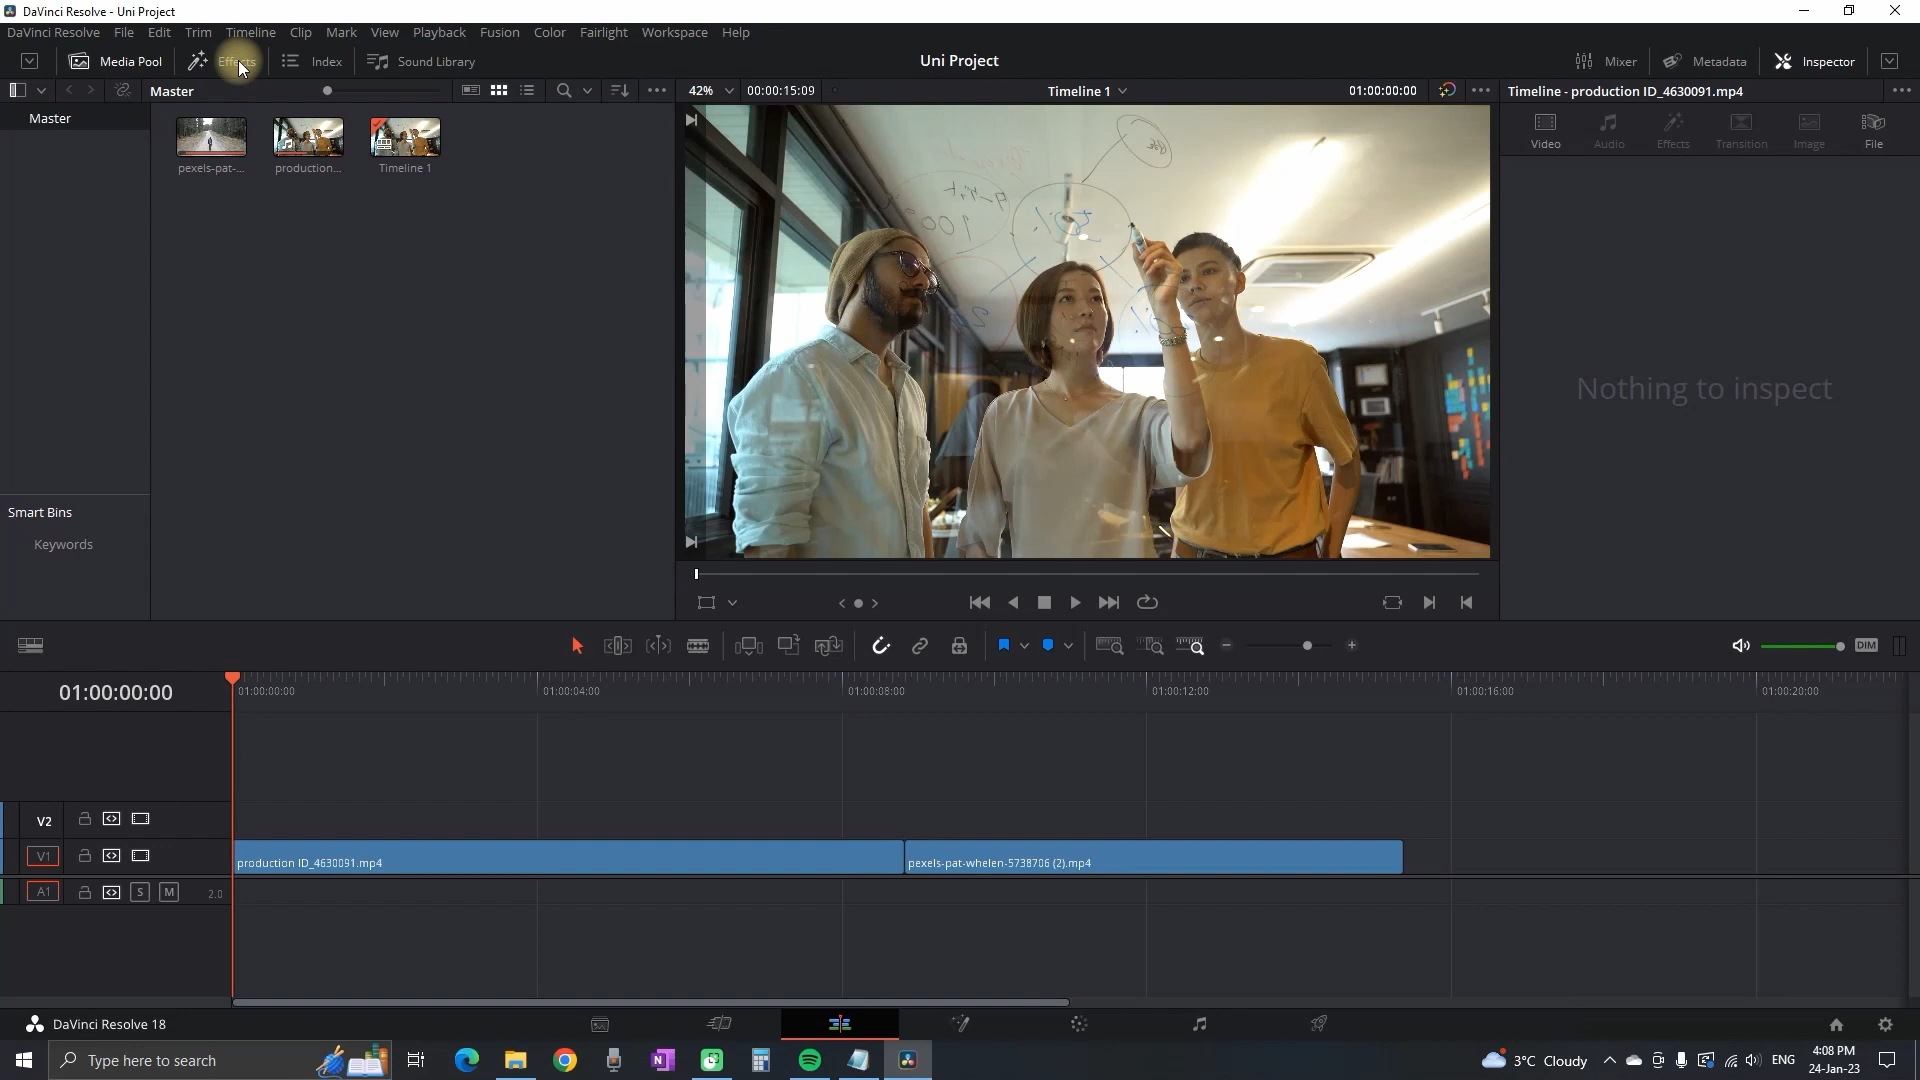 DaVinci Resolve - Uni Project
DaVinci Resolve File Edit Trim Timeline Clip Mark View Playback Fusion Color Fairlight Workspace Help
Media Pool Effects Index Sound Library Uni Project Mixer Metadata Inspector
Master 42% 00:00:15:09 Timeline 1 01:00:00:00 Timeline - production ID_4630091.mp4
Master
pexels-pat-... production... Timeline 1
Video Audio Effects Transition Image File
50%
100%
Nothing to inspect
Smart Bins
Keywords
DIM
01:00:00:00
01:00:00:00 01:00:04:00 01:00:08:00 01:00:12:00 01:00:16:00 01:00:20:00
V2
V1 production ID_4630091.mp4 pexels-pat-whelen-5738706 (2).mp4
A1 S M 2.0
DaVinci Resolve 18
Type here to search
3°C Cloudy ENG
4:08 PM
24-Jan-23